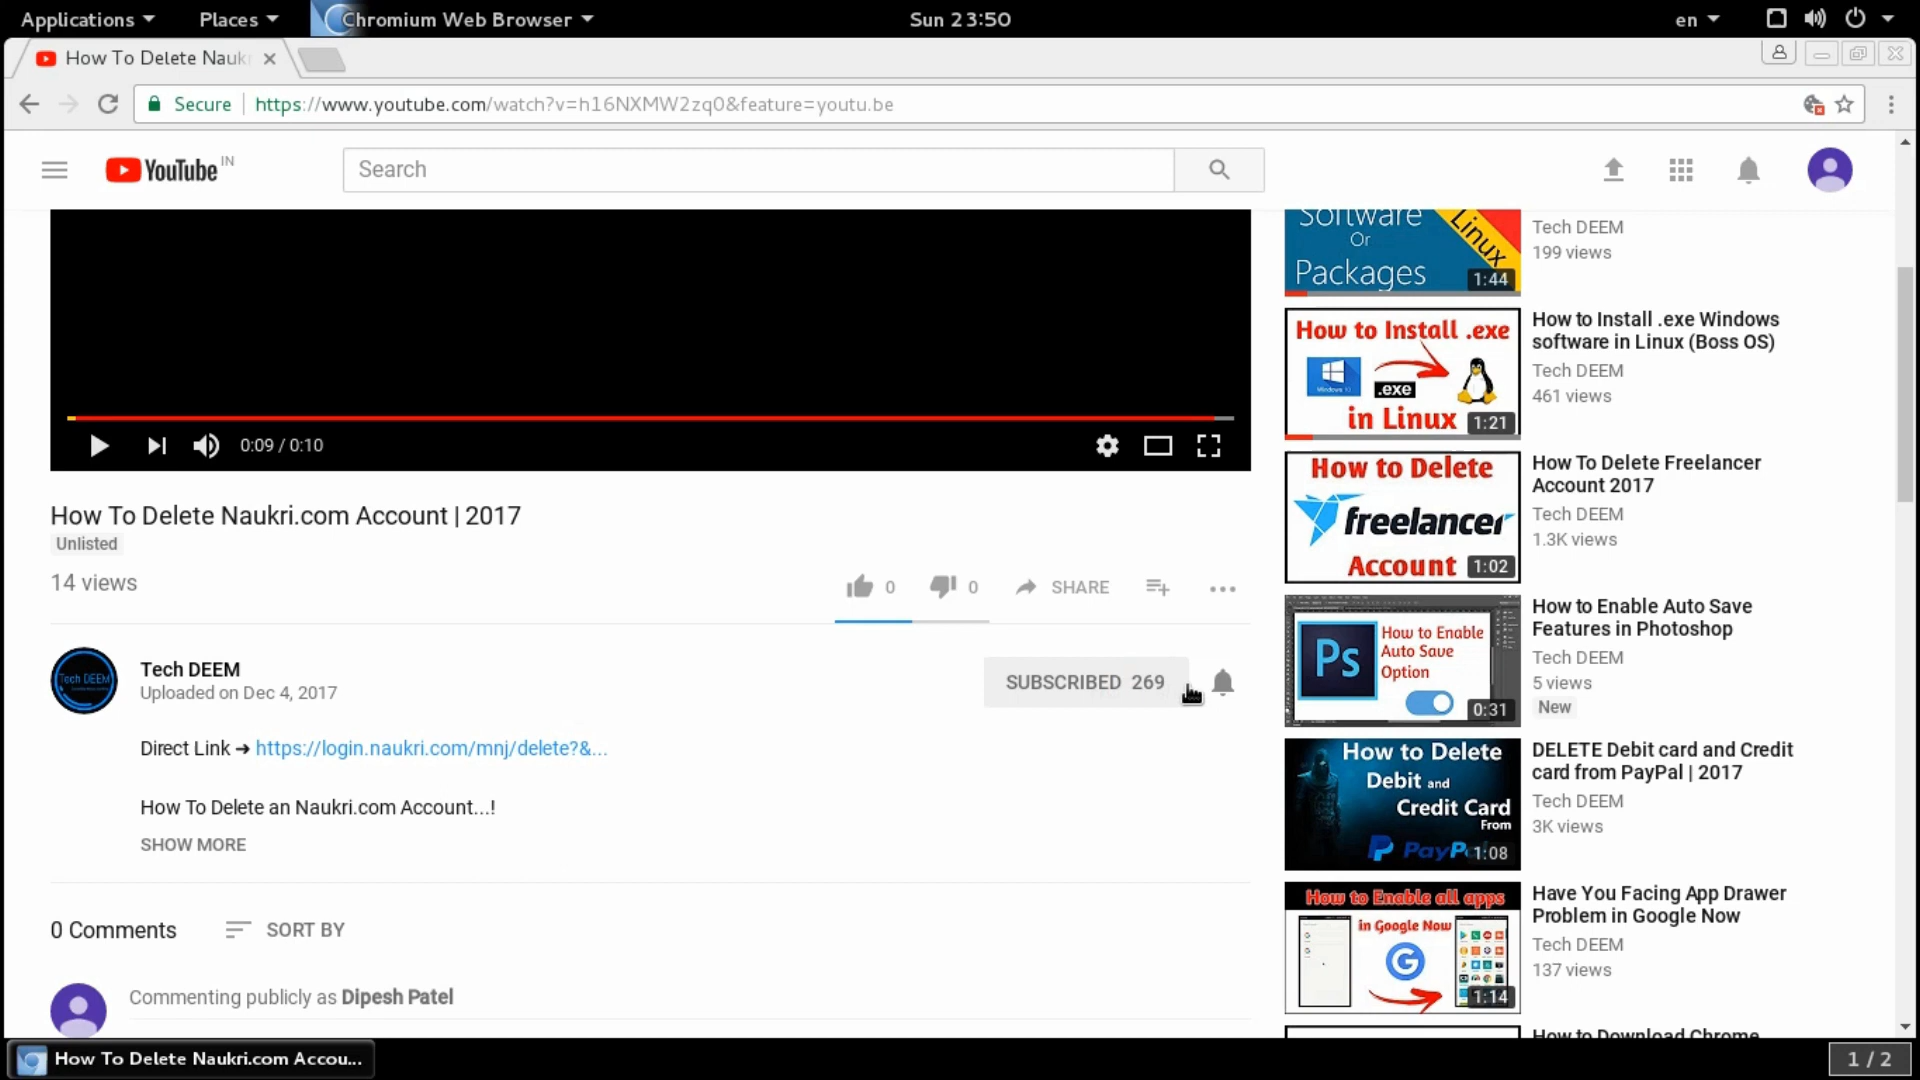 Applications
Places
Chromium Web Browser
Sun 23:50
en
How To Delete Nauk
Secure
https://www.youtube.com/watch?v=h16NXMW2zq0&feature=youtu.be
YouTube IN
Search
0:09 / 0:10
How To Delete Naukri.com Account | 2017
Unlisted
14 views
0
0
SHARE
Tech DEEM
Tech DEEM
Uploaded on Dec 4, 2017
SUBSCRIBED 269
Direct Link ➔ https://login.naukri.com/mnj/delete?&...
How To Delete an Naukri.com Account...!
SHOW MORE
0 Comments
SORT BY
Commenting publicly as Dipesh Patel
Software
Or
Packages
Linux
1:44
Tech DEEM
199 views
How to Install .exe
Windows 10
.exe
in Linux
1:21
How to Install .exe Windows
software in Linux (Boss OS)
Tech DEEM
461 views
How to Delete
freelancer
Account
1:02
How To Delete Freelancer
Account 2017
Tech DEEM
1.3K views
Ps
How to Enable
Auto Save
Option
0:31
How to Enable Auto Save
Features in Photoshop
Tech DEEM
5 views
New
How to Delete
Debit and
Credit Card
From
1:08
DELETE Debit card and Credit
card from PayPal | 2017
Tech DEEM
3K views
How to Enable all apps
in Google Now
G
1:14
Have You Facing App Drawer
Problem in Google Now
Tech DEEM
137 views
How to Download Chrome
How To Delete Naukri.com Accou...
1 / 2